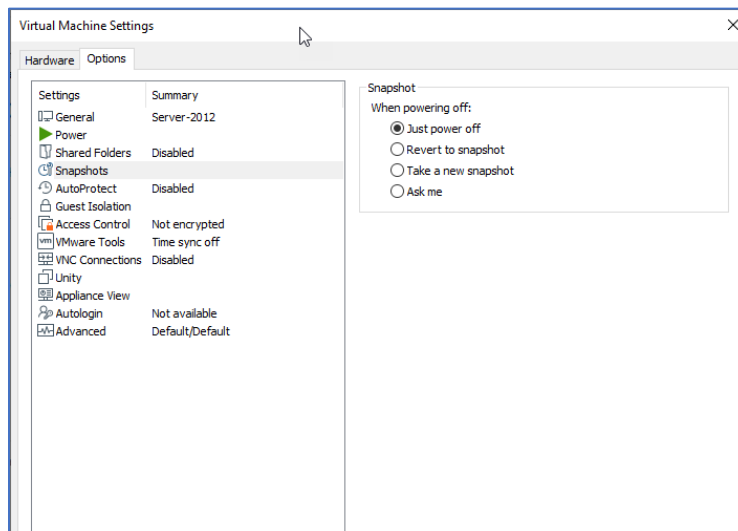 Virtual Machine Settings
Hardware Options
Settings Summary
General Server-2012
Power
Shared Folders Disabled
Snapshots
AutoProtect Disabled
Guest Isolation
Access Control Not encrypted
vm VMware Tools Time sync off
VNC Connections Disabled
Unity
Appliance View
Autologin Not available
Advanced Default/Default
Snapshot
When powering off:
Just power off
Revert to snapshot
Take a new snapshot
Ask me